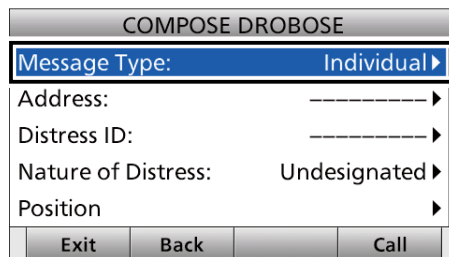 COMPOSE DROBOSE
Message Type: Individual
Address: –––––––––
Distress ID: –––––––––
Nature of Distress: Undesignated
Position
Exit Back Call